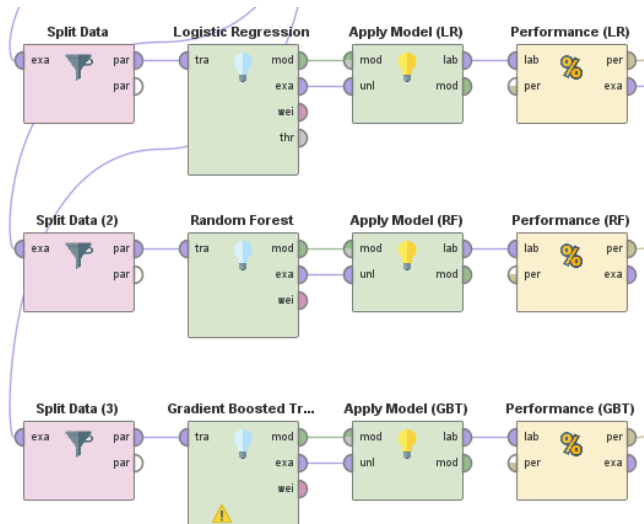 Split Data Logistic Regression Apply Model (LR) Performance (LR)
exa par tra mod mod lab lab per
par exa unl mod per exa
wei
thr
Split Data (2) Random Forest Apply Model (RF) Performance (RF)
exa par tra mod mod lab lab per
par exa unl mod per exa
wei
Split Data (3) Gradient Boosted Tr... Apply Model (GBT) Performance (GBT)
exa par tra mod mod lab lab per
par exa unl mod per exa
wei